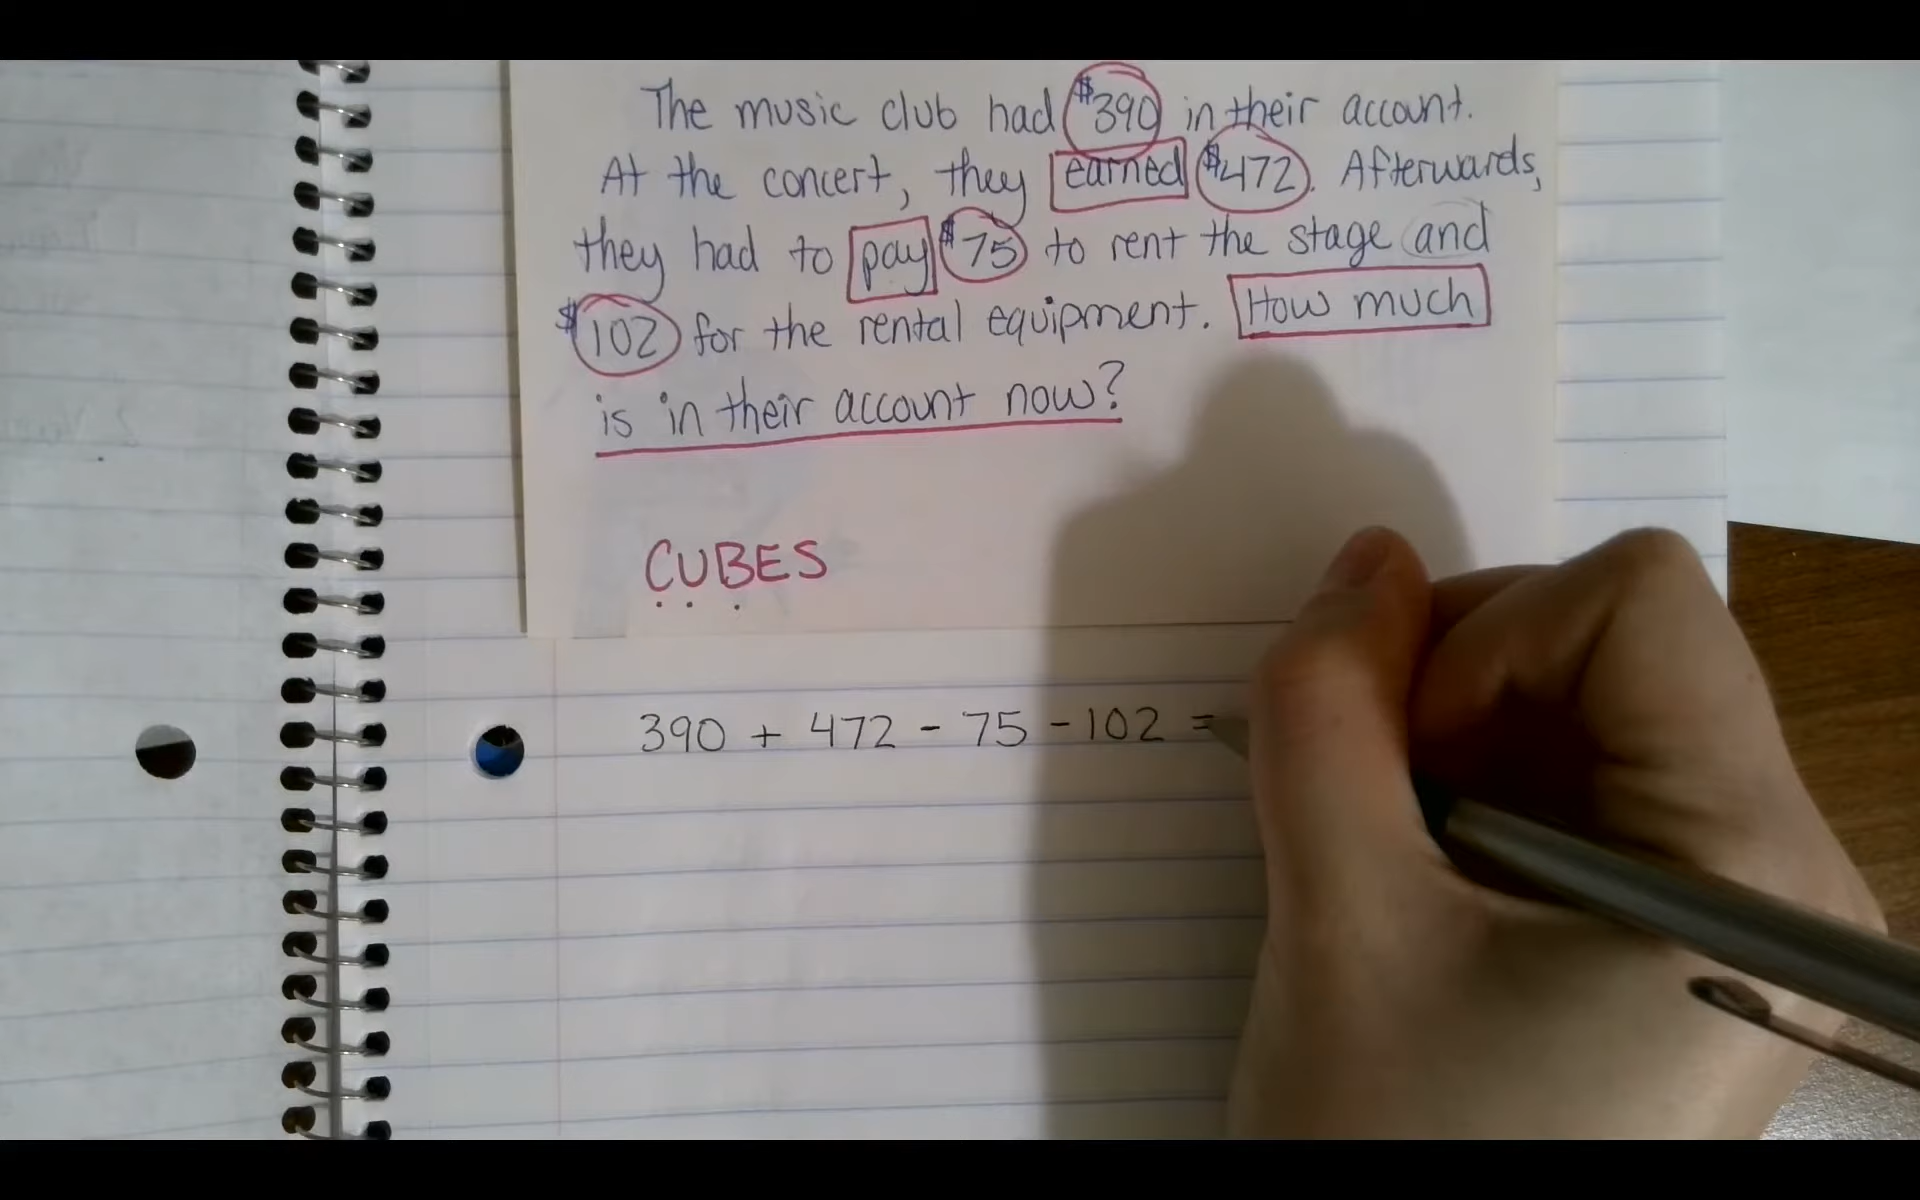 The music club had $390 in their account.
At the concert, they earned $472. Afterwards,
they had to pay $75 to rent the stage and
$102 for the rental equipment. How much
is in their account now?
CUBES
390 + 472 - 75 - 102 =